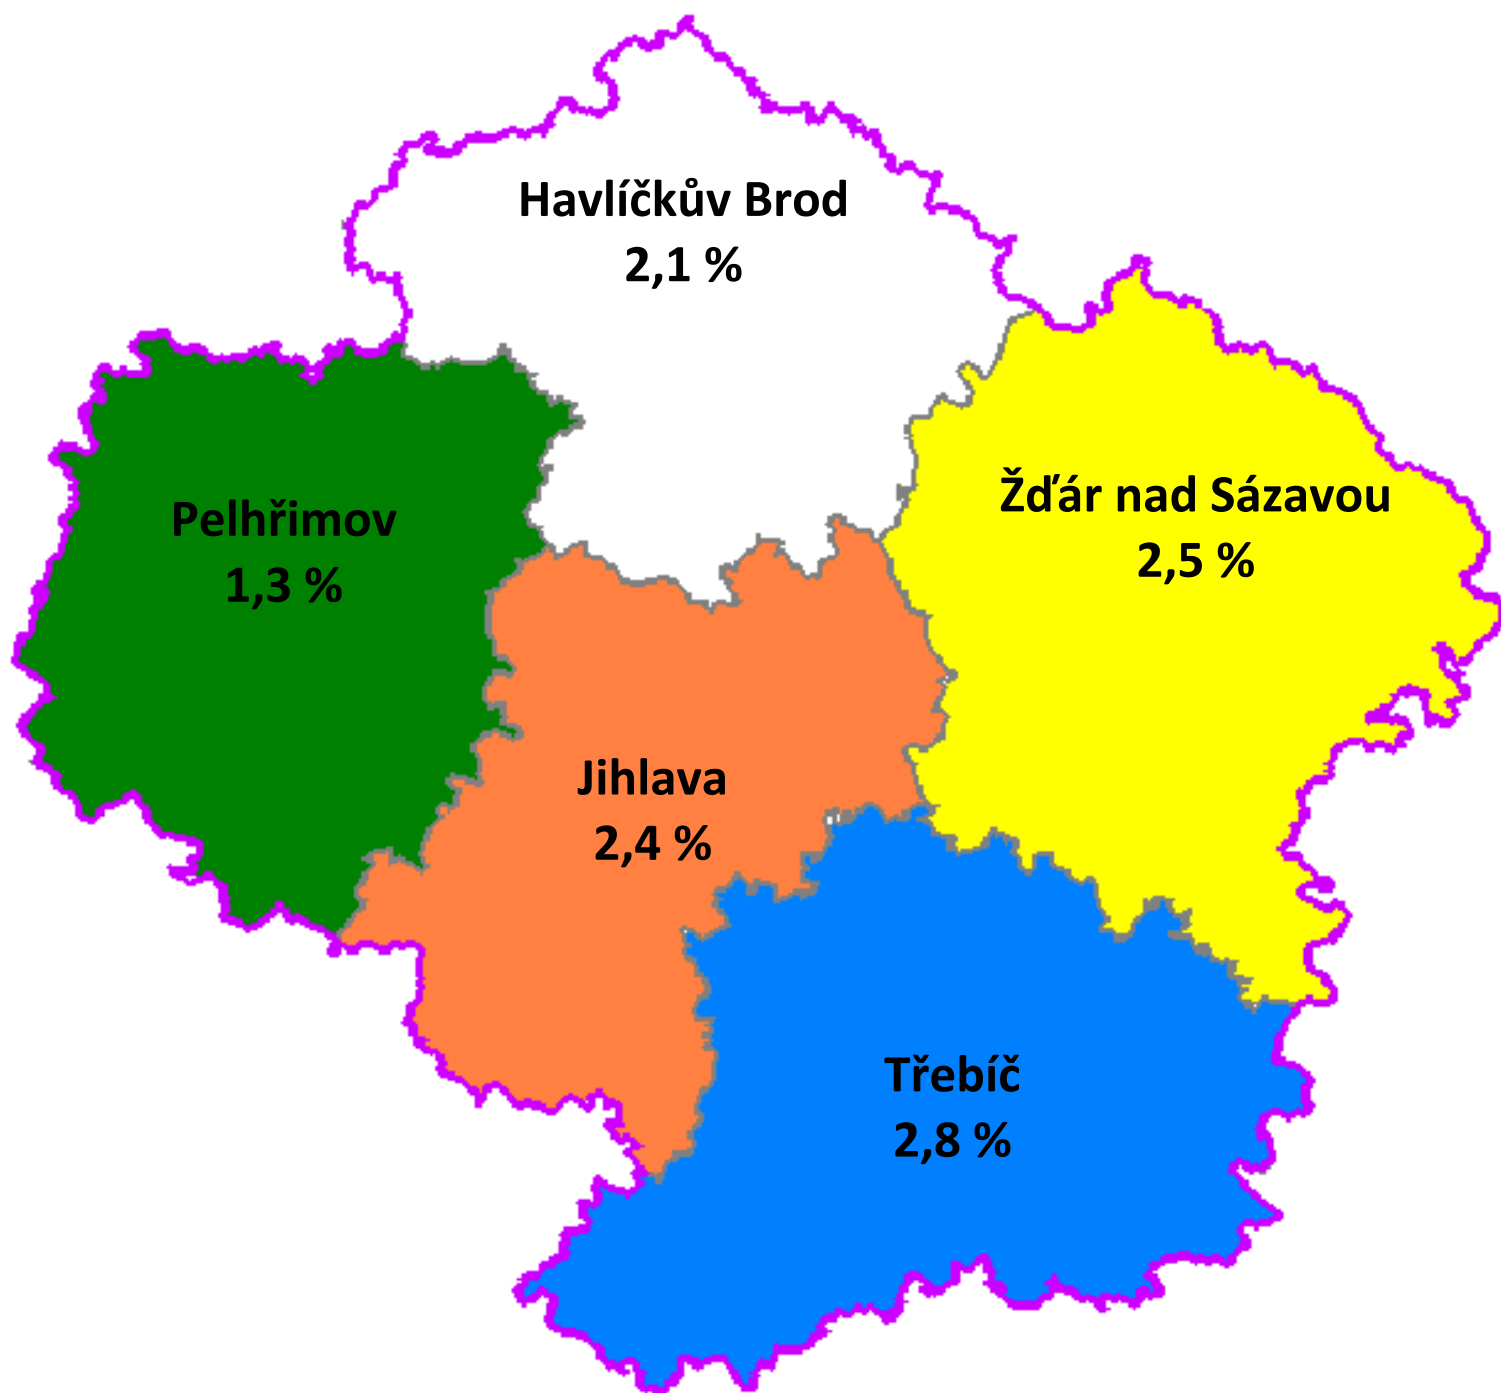 Havlíčkův Brod
2,1 %
Žďár nad Sázavou
2,5 %
Pelhřimov
1,3 %
Jihlava
2,4 %
Třebíč
2,8 %